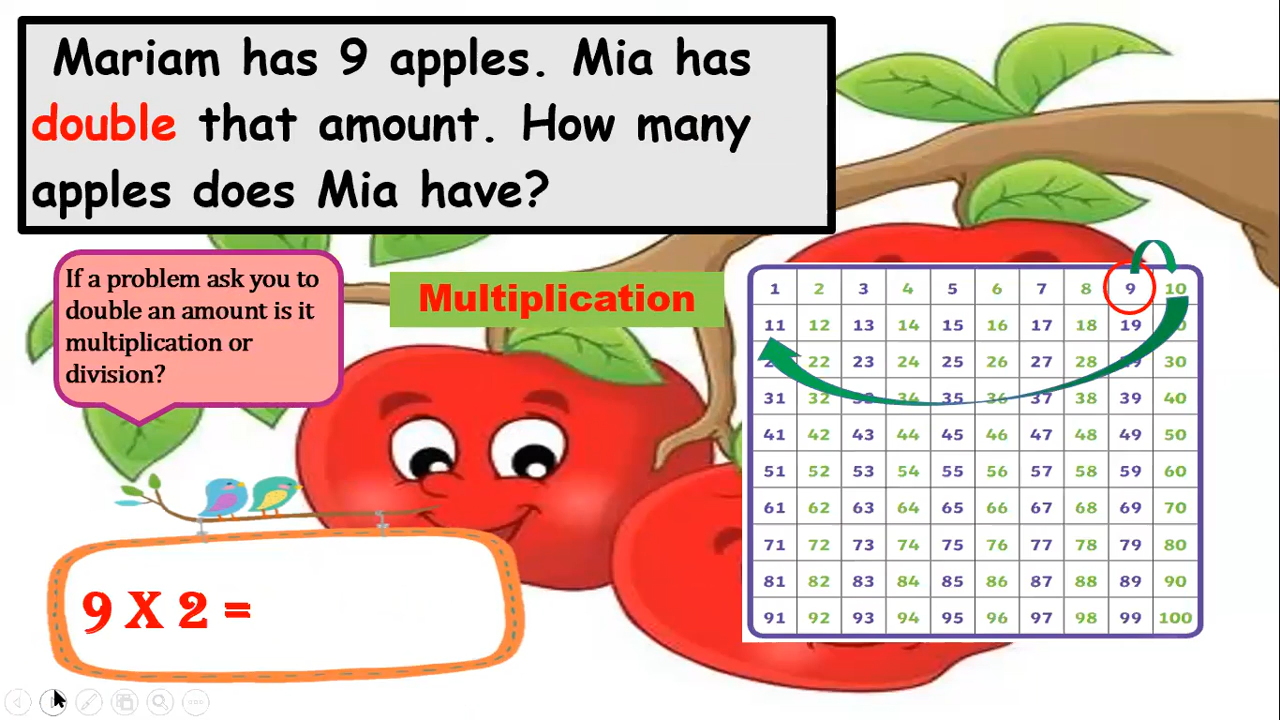 Mariam has 9 apples. Mia has
double that amount. How many
apples does Mia have?
If a problem ask you to
double an amount is it
multiplication or
division?
Multiplication
1 2 3 4 5 6 7 8 9 10
11 12 13 14 15 16 17 18 19
22 23 24 25 26 27 28 30
31 32 34 35 36 37 38 39 40
41 42 43 44 45 46 47 48 49 50
51 52 53 54 55 56 57 58 59 60
61 62 63 64 65 66 67 68 69 70
71 72 73 74 75 76 77 78 79 80
81 82 83 84 85 86 87 88 89 90
91 92 93 94 95 96 97 98 99 100
9 X 2 =